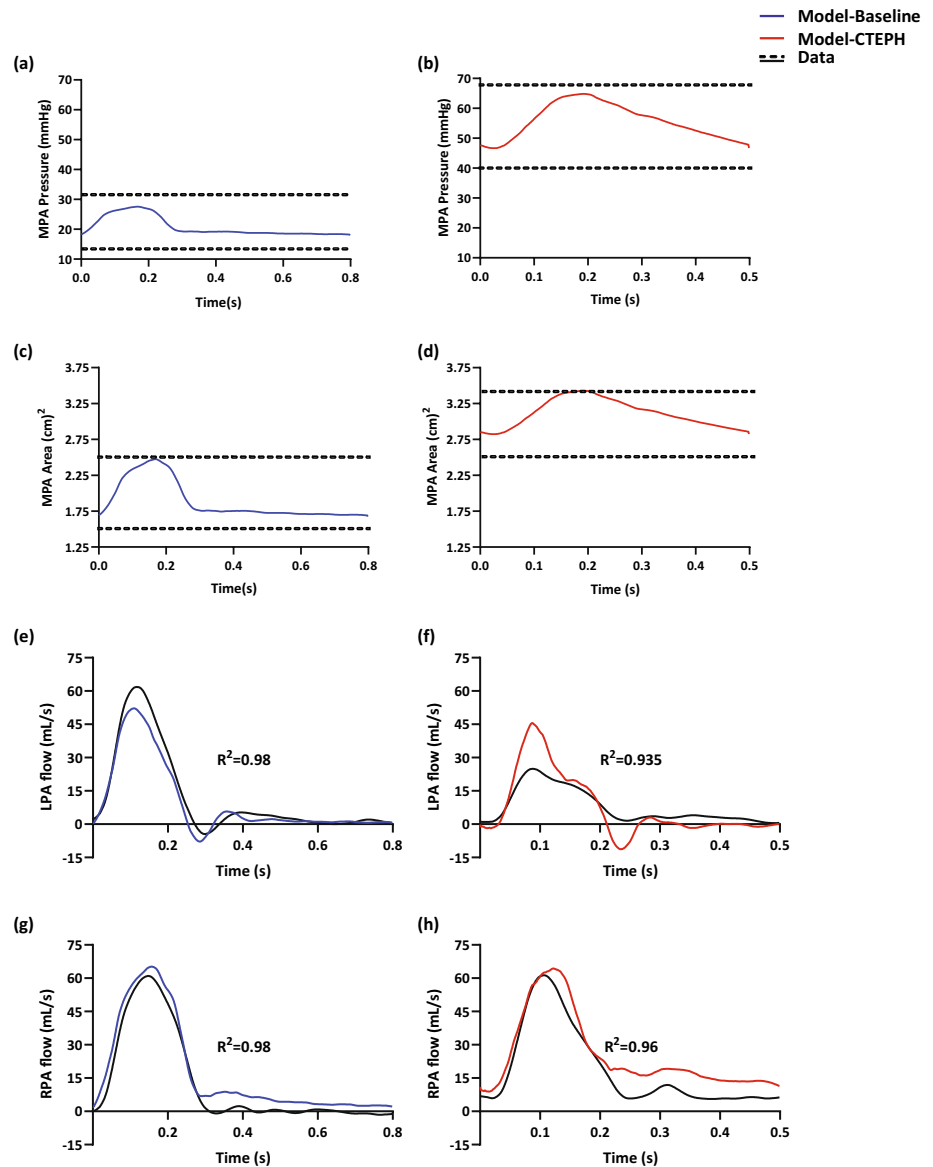 Model-Baseline
Model-CTEPH
Data
(a)
70
60
50
40
30
20
10
0.0 0.2 0.4 0.6 0.8
MPA Pressure (mmHg)
Time(s)
(b)
70
60
50
40
30
20
10
0.0 0.1 0.2 0.3 0.4 0.5
MPA Pressure (mmHg)
Time (s)
(c)
3.75
3.25
2.75
2.25
1.75
1.25
0.0 0.2 0.4 0.6 0.8
MPA Area (cm)²
Time(s)
(d)
3.75
3.25
2.75
2.25
1.75
1.25
0.0 0.1 0.2 0.3 0.4 0.5
MPA Area (cm)²
Time (s)
(e)
75
60
45
30
15
0
-15
0.2 0.4 0.6 0.8
LPA flow (mL/s)
R²=0.98
Time (s)
(f)
75
60
45
30
15
0
-15
0.1 0.2 0.3 0.4 0.5
LPA flow (mL/s)
R²=0.935
Time (s)
(g)
75
60
45
30
15
0
-15
0.2 0.4 0.6 0.8
RPA flow (mL/s)
R²=0.98
Time (s)
(h)
75
60
45
30
15
0
-15
0.1 0.2 0.3 0.4 0.5
RPA flow (mL/s)
R²=0.96
Time (s)